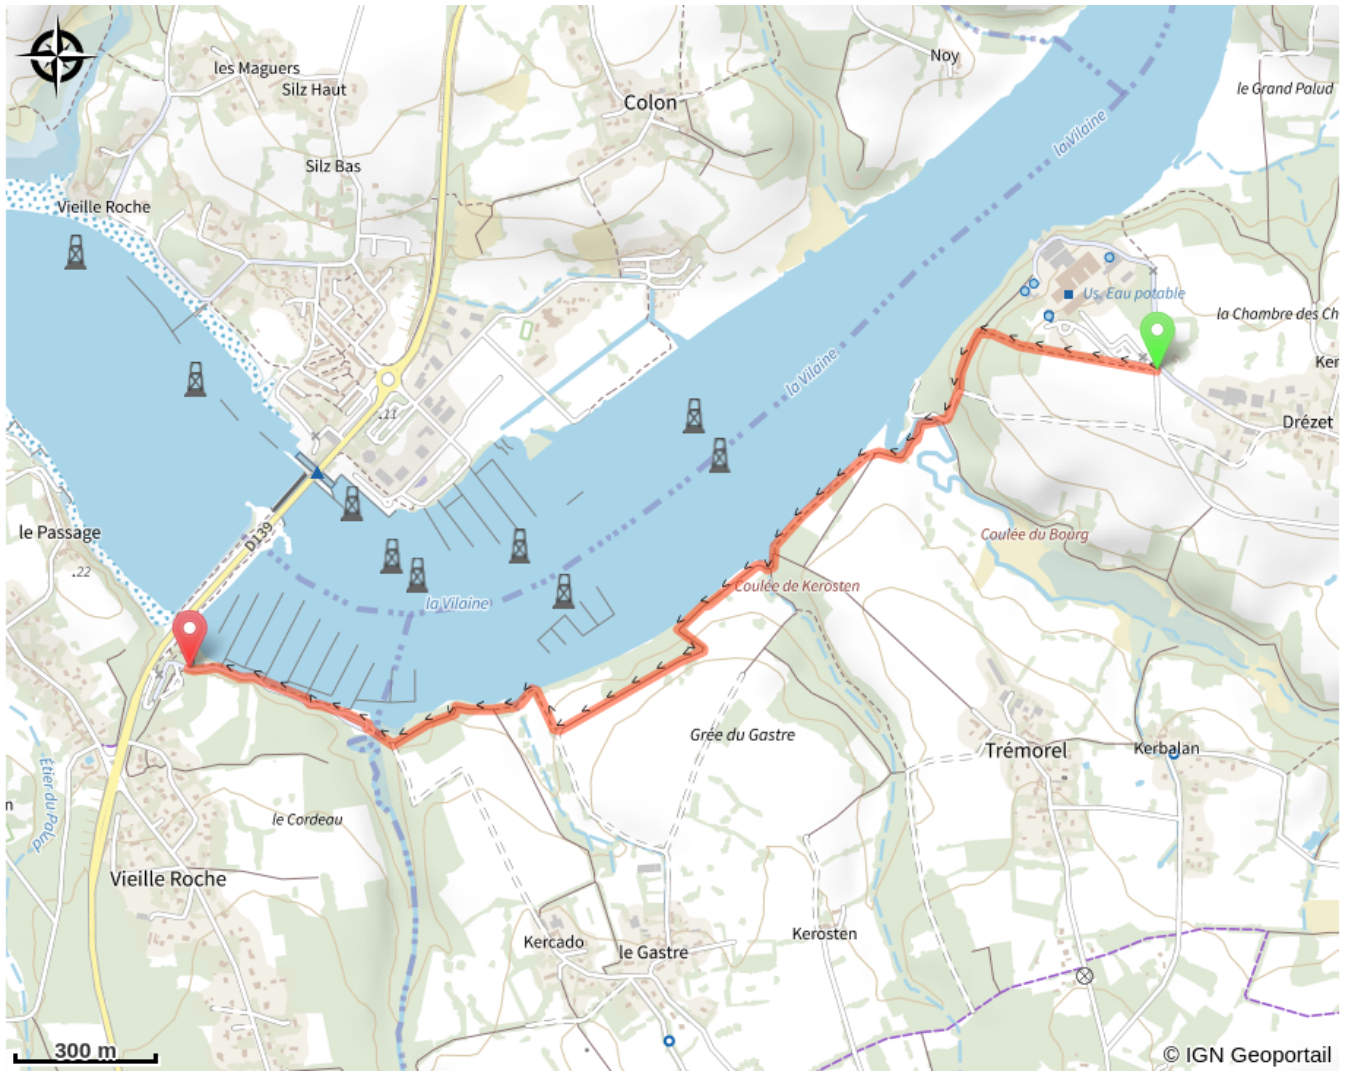 les Maguers
Silz Haut
Colon
Noy
le Grand Palud
la Vilaine
Silz Bas
Vieille Roche
Us. Eau potable
la Chambre des Ch
Ker
la Vilaine
.11
Drézet
le Passage
.22
D139
Coulée du Bourg
Coulée de Kerosten
la Vilaine
Grée du Gastre
Trémorel
Kerbalan
Étier du Palud
n
le Cordeau
Vieille Roche
Kercado
le Gastre
Kerosten
300 m
© IGN Geoportail